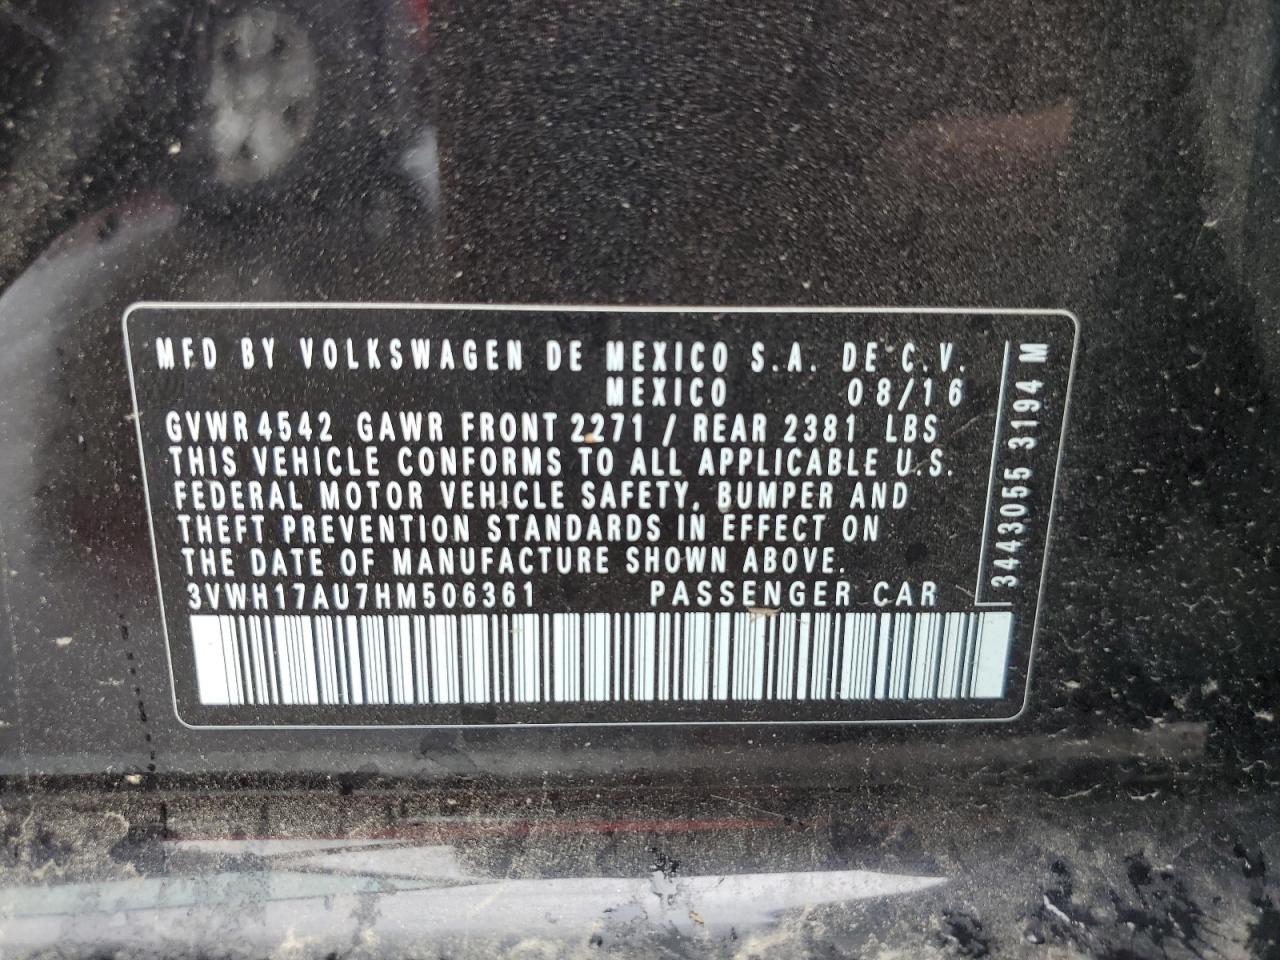 MFD BY VOLKSWAGEN DE MEXICO S.A. DE C.V.
MEXICO 08/16
GVWR 4542 GAWR FRONT 2271 / REAR 2381 LBS
THIS VEHICLE CONFORMS TO ALL APPLICABLE U.S.
FEDERAL MOTOR VEHICLE SAFETY, BUMPER AND
THEFT PREVENTION STANDARDS IN EFFECT ON
THE DATE OF MANUFACTURE SHOWN ABOVE.
3VWH17AU7HM506361 PASSENGER CAR
3443055 3194 M